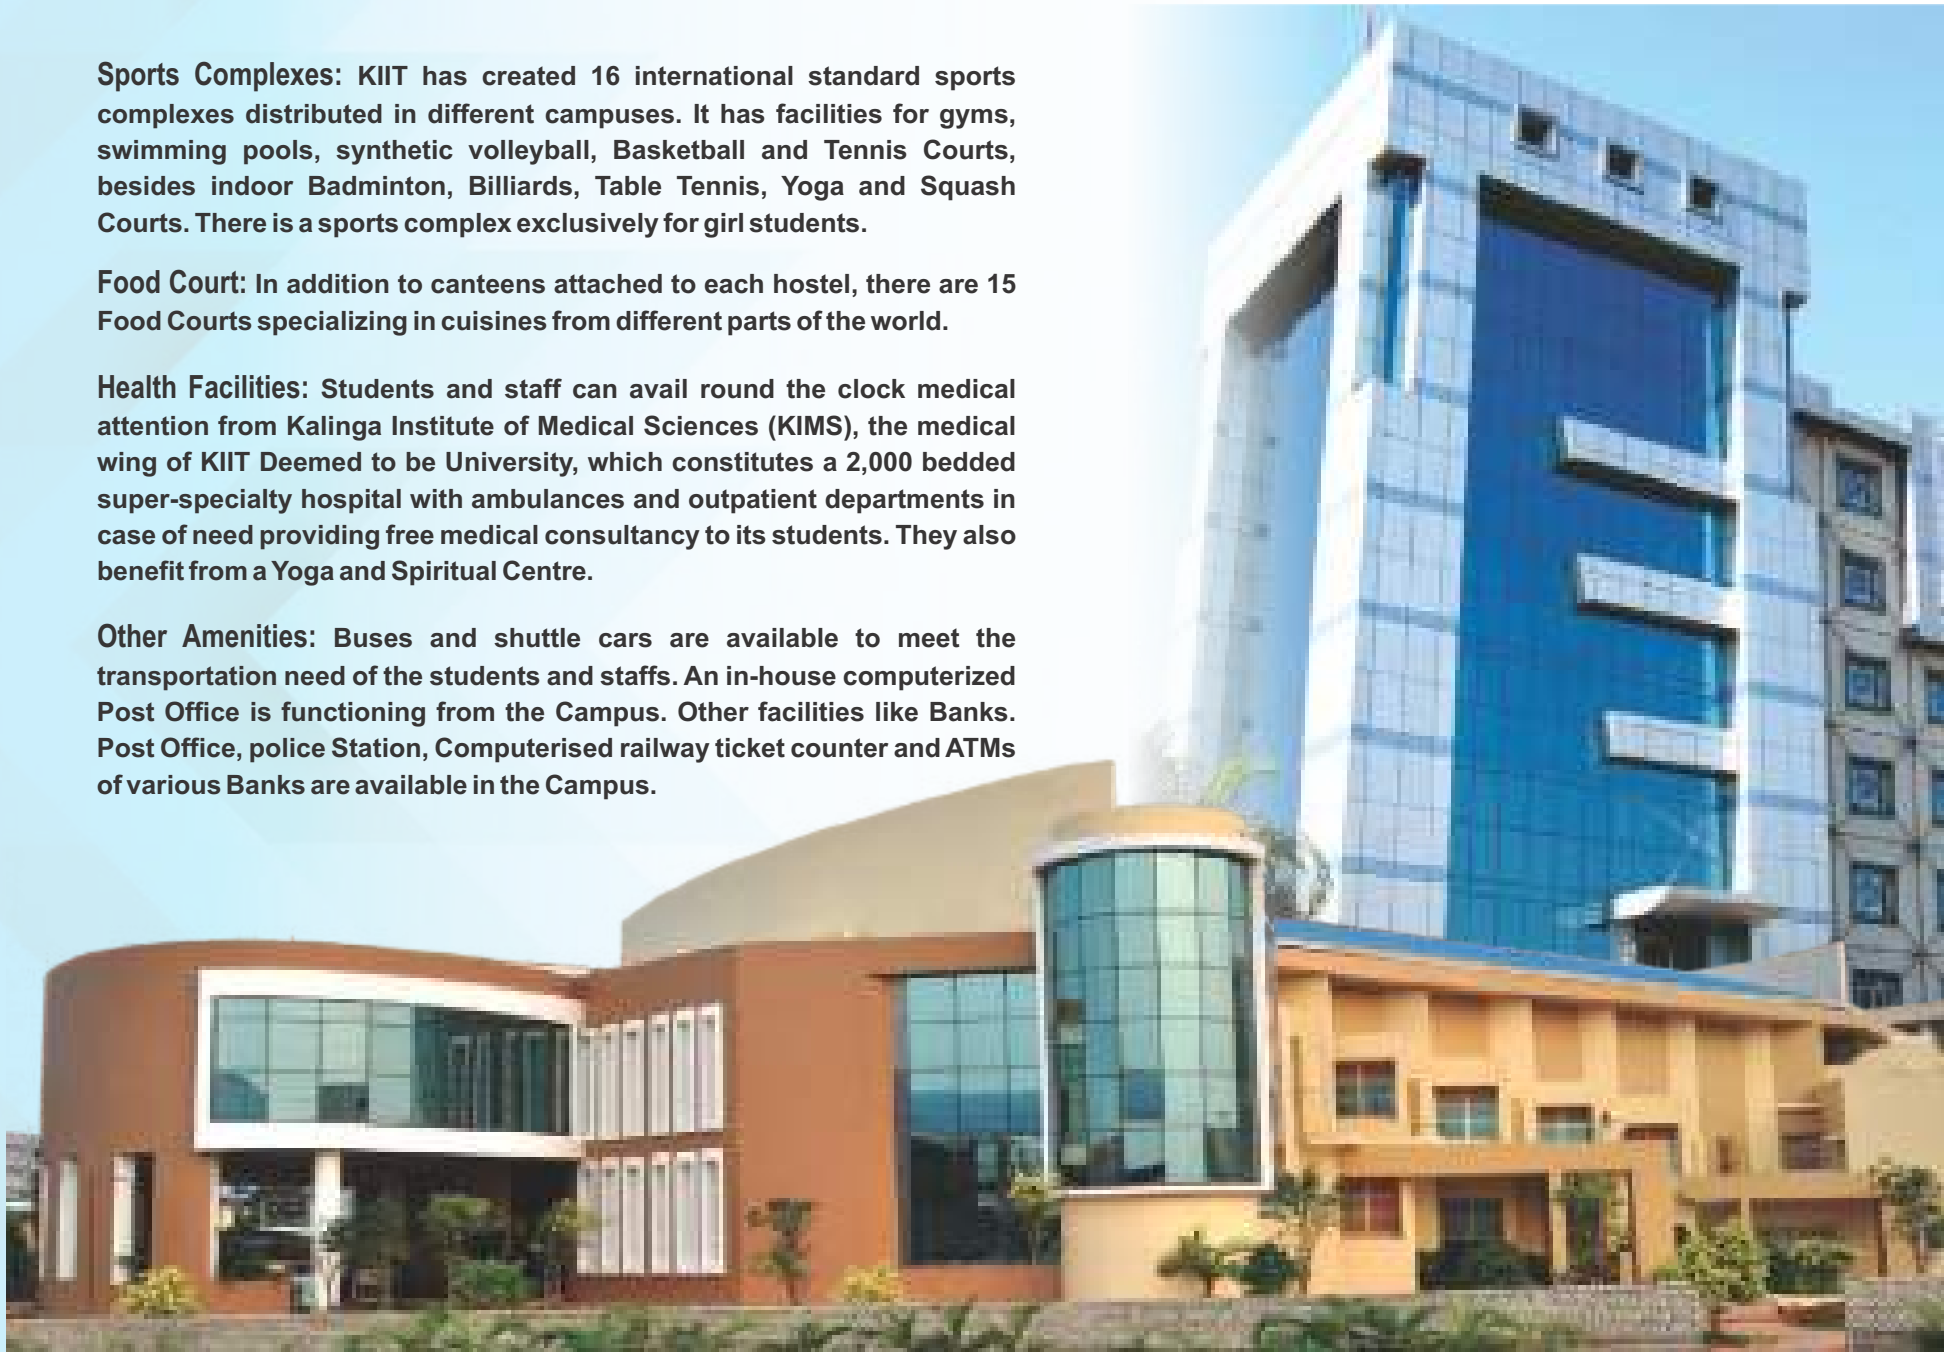 Sports Complexes: KIIT has created 16 international standard sports
complexes distributed in different campuses. It has facilities for gyms,
swimming pools, synthetic volleyball, Basketball and Tennis Courts,
besides indoor Badminton, Billiards, Table Tennis, Yoga and Squash
Courts. There is a sports complex exclusively for girl students.
Food Court: In addition to canteens attached to each hostel, there are 15
Food Courts specializing in cuisines from different parts of the world.
Health Facilities: Students and staff can avail round the clock medical
attention from Kalinga Institute of Medical Sciences (KIMS), the medical
wing of KIIT Deemed to be University, which constitutes a 2,000 bedded
super-specialty hospital with ambulances and outpatient departments in
case of need providing free medical consultancy to its students. They also
benefit from a Yoga and Spiritual Centre.
Other Amenities: Buses and shuttle cars are available to meet the
transportation need of the students and staffs. An in-house computerized
Post Office is functioning from the Campus. Other facilities like Banks.
Post Office, police Station, Computerised railway ticket counter and ATMs
of various Banks are available in the Campus.